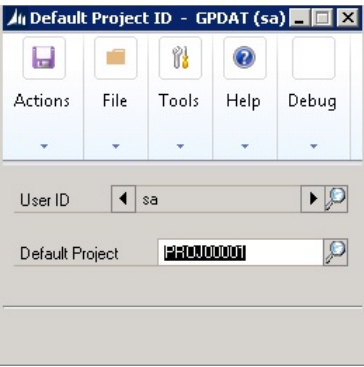 Default Project ID - GPDAT (sa)
Actions File Tools Help Debug
User ID sa
Default Project PROJ00001